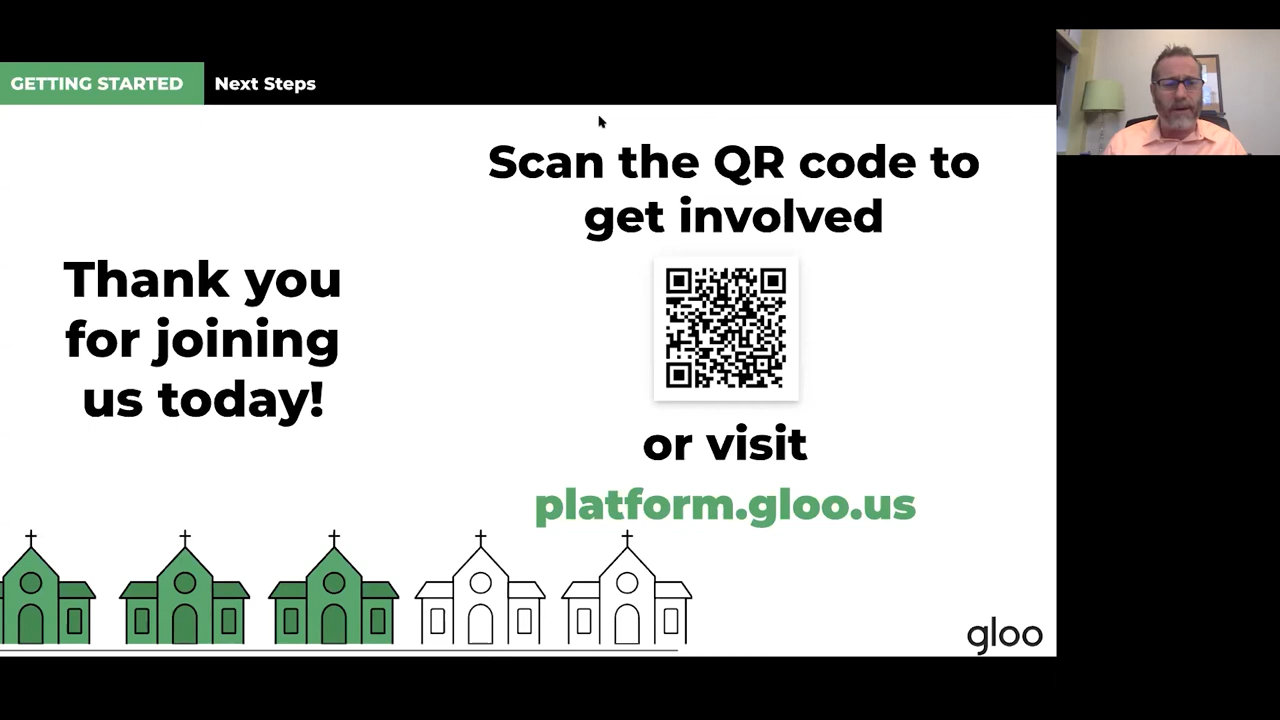 GETTING STARTED Next Steps
Thank you
for joining
us today!
Scan the QR code to
get involved
or visit
platform.gloo.us
gloo